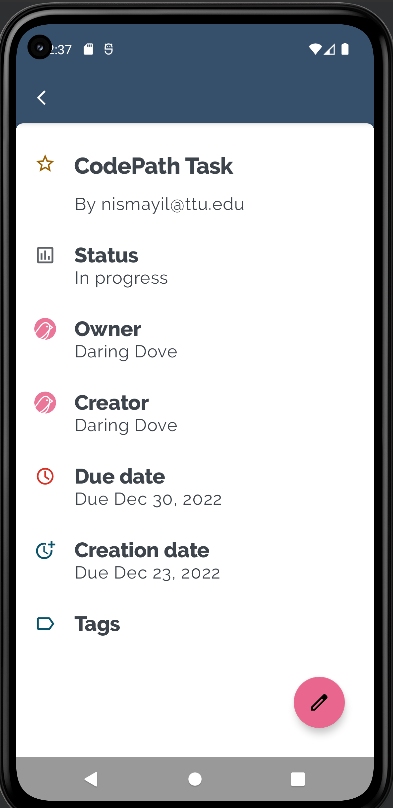 :37
CodePath Task
By nismayil@ttu.edu
Status
In progress
Owner
Daring Dove
Creator
Daring Dove
Due date
Due Dec 30, 2022
Creation date
Due Dec 23, 2022
Tags